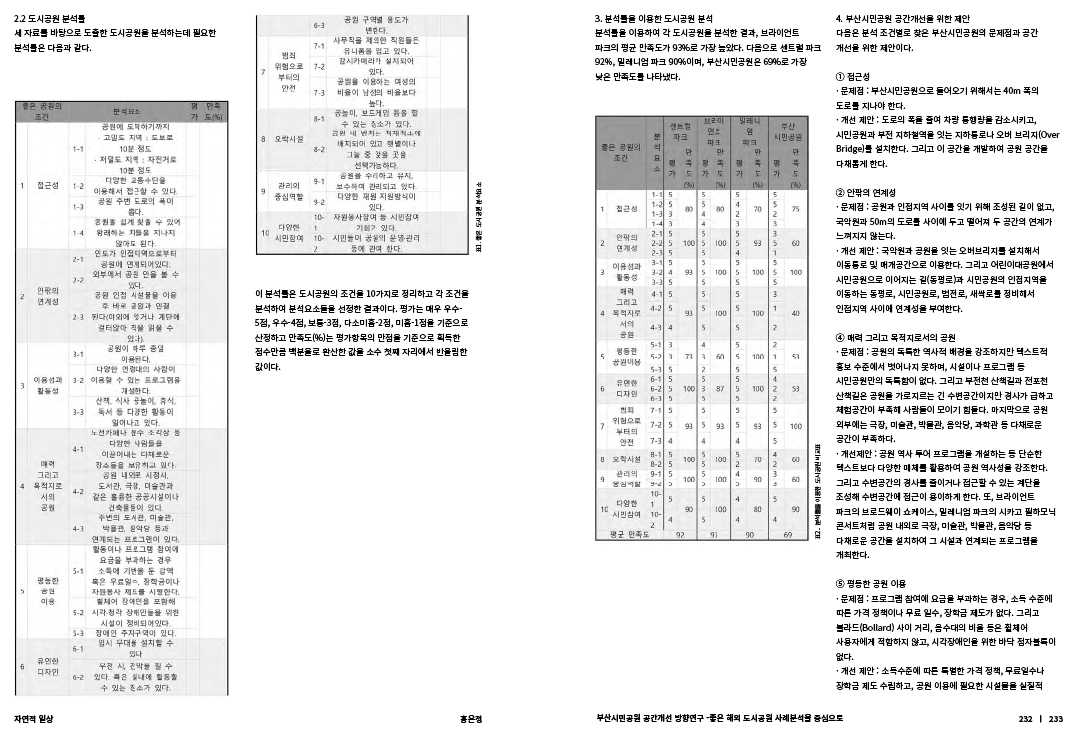 2.2 도시공원 분석틀
세 자료를 바탕으로 도출한 도시공원을 분석하는데 필요한
분석틀은 다음과 같다.
좋은 공원의 조건 분석요소 평가 만족도(%)
1 접근성
1-1 공원에 도착하기까지
· 고밀도 지역 : 도보로
10분 정도
· 저밀도 지역 : 자전거로
10분 정도
1-2 다양한 교통수단을
이용해서 접근할 수 있다.
1-3 공원 주변 도로의 폭이
좁다.
1-4 공원을 쉽게 찾을 수 있어
왕래하는 차들을 지나지
않아도 된다.
2 안팎의 연계성
2-1 인도가 인접지역으로부터
공원에 연계되어있다.
2-2 외부에서 공원 안을 볼 수
있다.
2-3 공원 인접 시설물을 이용
후 바로 공원과 연결
된다(야외에 앉거나 계단에
걸터앉아 책을 읽을 수
있다).
3 이용성과 활동성
3-1 공원이 하루 종일
이용된다.
3-2 다양한 연령대의 사람이
이용할 수 있는 프로그램을
개설한다.
3-3 산책, 식사 공놀이, 휴식,
독서 등 다양한 활동이
일어나고 있다.
4 매력 그리고 목적지로서의 공원
4-1 노천카페나 분수 조각상 등
다양한 사람들을
이끌어내는 다채로운
장소들을 보유하고 있다.
4-2 공원 내외로 시청사,
도서관, 극장, 미술관과
같은 훌륭한 공공시설이나
건축물들이 있다.
4-3 주변의 도서관, 미술관,
박물관, 음악당 등과
연계되는 프로그램이 있다.
5 평등한 공원 이용
5-1 활동이나 프로그램 참여에
요금을 부과하는 경우
소득에 기반을 둔 감액
혹은 무료일수, 장학금이나
자원봉사 제도를 시행한다.
5-2 휠체어 장애인을 포함해
시각·청각 장애인들을 위한
시설이 정비되어있다.
5-3 장애인 주차구역이 있다.
6 유연한 디자인
6-1 임시 무대를 설치할 수
있다
6-2 우천 시, 천막을 칠 수
있다. 혹은 실내에 활동할
수 있는 장소가 있다.
6-3 공원 구역별 용도가
변한다.
7 범죄 위험으로부터의 안전
7-1 사무직을 제외한 직원들은
유니폼을 입고 있다.
7-2 감시카메라가 설치되어
있다.
7-3 공원을 이용하는 여성의
비율이 남성의 비율보다
높다.
8 오락시설
8-1 공놀이, 보드게임 등을 할
수 있는 장소가 있다.
8-2 공원 내 벤치는 적재적소에
배치되어 있고 햇볕이나
그늘 중 갖을 곳을
선택가능하다.
9 관리의 중심역할
9-1 공원을 수리하고 유지,
보수하며 관리되고 있다.
9-2 다양한 재원 지원방식이
있다.
10 다양한 시민참여
10-1 자원봉사참여 등 시민참여
기회가 있다.
10-2 시민들이 공원의 운영·관리
등에 관여 한다.
표1. 좋은 도시공원 분석요소
이 분석틀은 도시공원의 조건을 10가지로 정리하고 각 조건을
분석하여 분석요소들을 선정한 결과이다. 평가는 매우 우수-
5점, 우수-4점, 보통-3점, 다소미흡-2점, 미흡-1점을 기준으로
산정하고 만족도(%)는 평가항목의 만점을 기준으로 획득한
점수만큼 백분율로 환산한 값을 소수 첫째 자리에서 반올림한
값이다.
자연적 일상
홍은정
3. 분석틀을 이용한 도시공원 분석
분석틀을 이용하여 각 도시공원을 분석한 결과, 브라이언트
파크의 평균 만족도가 93%로 가장 높았다. 다음으로 센트럴 파크
92%, 밀레니엄 파크 90%이며, 부산시민공원은 69%로 가장
낮은 만족도를 나타냈다.
좋은 공원의 조건 분석요소 센트럴 파크 브라이언트 파크 밀레니엄 파크 부산 시민공원
평가 만족도(%) 평가 만족도(%) 평가 만족도(%) 평가 만족도(%)
1 접근성 80 80 70 75
1-1 5 5 5 5
1-2 5 5 4 2 
1-3 3 4 2 3
1-4 3 4 3 3
2 안팎의 연계성 100 100 93 60
2-1 5 5 5 3
2-2 5 5 5 5
2-3 5 5 4 1
3 이용성과 활동성 93 100 100 100
3-1 5 5 5 5
3-2 4 5 5 5
3-3 5 5 5 5
4 매력 그리고 목적지로서의 공원 93 100 100 40
4-1 5 5 5 3
4-2 5 5 5 1
4-3 4 5 5 2
5 평등한 공원이용 73 60 100 53
5-1 3 4 5 2
5-2 3 3 5 1
5-3 5 2 5 5
6 유연한 디자인 100 87 100 53
6-1 5 5 5 4
6-2 5 3 5 2
6-3 5 5 5 2
7 범죄 위험으로부터의 안전 93 93 93 100
7-1 5 5 5 5
7-2 5 5 5 5
7-3 4 4 4 5
8 오락시설 100 100 70 60
8-1 5 5 5 4
8-2 5 5 2 2
9 관리의 중심역할 100 100 90 60
9-1 5 5 4 3
9-2 5 5 5 3
10 다양한 시민참여 90 100 80 90
10-1 5 5 4 5
10-2 4 5 4 4
평균 만족도 92 91 90 69
4. 부산시민공원 공간개선을 위한 제안
다음은 분석 조건별로 찾은 부산시민공원의 문제점과 공간
개선을 위한 제안이다.
① 접근성
· 문제점 : 부산시민공원으로 들어오기 위해서는 40m 폭의
도로를 지나야 한다.
· 개선 제안 : 도로의 폭을 줄여 차량 통행량을 감소시키고,
시민공원과 부전 지하철역을 잇는 지하통로나 오버 브리지(Over
Bridge)를 설치한다. 그리고 이 공간을 개발하여 공원 공간을
다채롭게 한다.
② 안팎의 연계성
· 문제점 : 공원과 인접지역 사이를 잇기 위해 조성된 길이 없고,
국악원과 50m의 도로를 사이에 두고 떨어져 두 공간의 연계가
느껴지지 않는다.
· 개선 제안 : 국악원과 공원을 잇는 오버브리지를 설치해서
이동통로 및 매개공간으로 이용한다. 그리고 어린이대공원에서
시민공원으로 이어지는 길(동평로)과 시민공원의 인접지역을
이동하는 동평로, 시민공원로, 범전로, 새싹로를 정비해서
인접지역 사이에 연계성을 부여한다.
④ 매력 그리고 목적지로서의 공원
· 문제점 : 공원의 독특한 역사적 배경을 강조하지만 텍스트적
홍보 수준에서 벗어나지 못하며, 시설이나 프로그램 등
시민공원만의 독특함이 없다. 그리고 부전천 산책길과 전포천
산책길은 공원을 가로지르는 긴 수변공간이지만 경사가 급하고
체험공간이 부족해 사람들이 모이기 힘들다. 마지막으로 공원
외부에는 극장, 미술관, 박물관, 음악당, 과학관 등 다채로운
공간이 부족하다.
· 개선제안 : 공원 역사 투어 프로그램을 개설하는 등 단순한
텍스트보다 다양한 매체를 활용하여 공원 역사성을 강조한다.
그리고 수변공간의 경사를 줄이거나 접근할 수 있는 계단을
조성해 수변공간에 접근이 용이하게 한다. 또, 브라이언트
파크의 브로드웨이 쇼케이스, 밀레니엄 파크의 시카고 필하모닉
콘서트처럼 공원 내외로 극장, 미술관, 박물관, 음악당 등
다채로운 공간을 설치하여 그 시설과 연계되는 프로그램을
개최한다.
⑤ 평등한 공원 이용
· 문제점 : 프로그램 참여에 요금을 부과하는 경우, 소득 수준에
따른 가격 정책이나 무료 일수, 장학금 제도가 없다. 그리고
볼라드(Bollard) 사이 거리, 음수대의 비율 등은 휠체어
사용자에게 적합하지 않고, 시각장애인을 위한 바닥 점자블록이
없다.
· 개선 제안 : 소득수준에 따른 특별한 가격 정책, 무료일수나
장학금 제도 수립하고, 공원 이용에 필요한 시설물을 실질적
부산시민공원 공간개선 방향연구 -좋은 해외 도시공원 사례분석을 중심으로
232 | 233